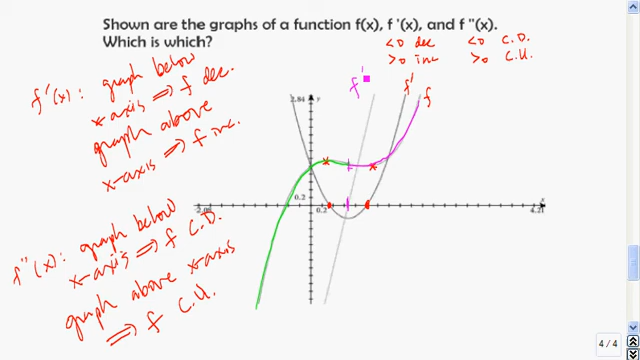 Shown are the graphs of a function f(x), f '(x), and f "(x).
Which is which?
<0 dec <0 C.D.
>0 inc >0 C.U.
f'(x): graph below
x-axis ⇒ f dec.
graph above
x-axis ⇒ f inc.
f"(x): graph below
x-axis ⇒ f C.D.
graph above x-axis
⇒ f C.U.
f'
f'
f
2.84
y
x
0.2
0.2
-2.08
4.21
4 / 4